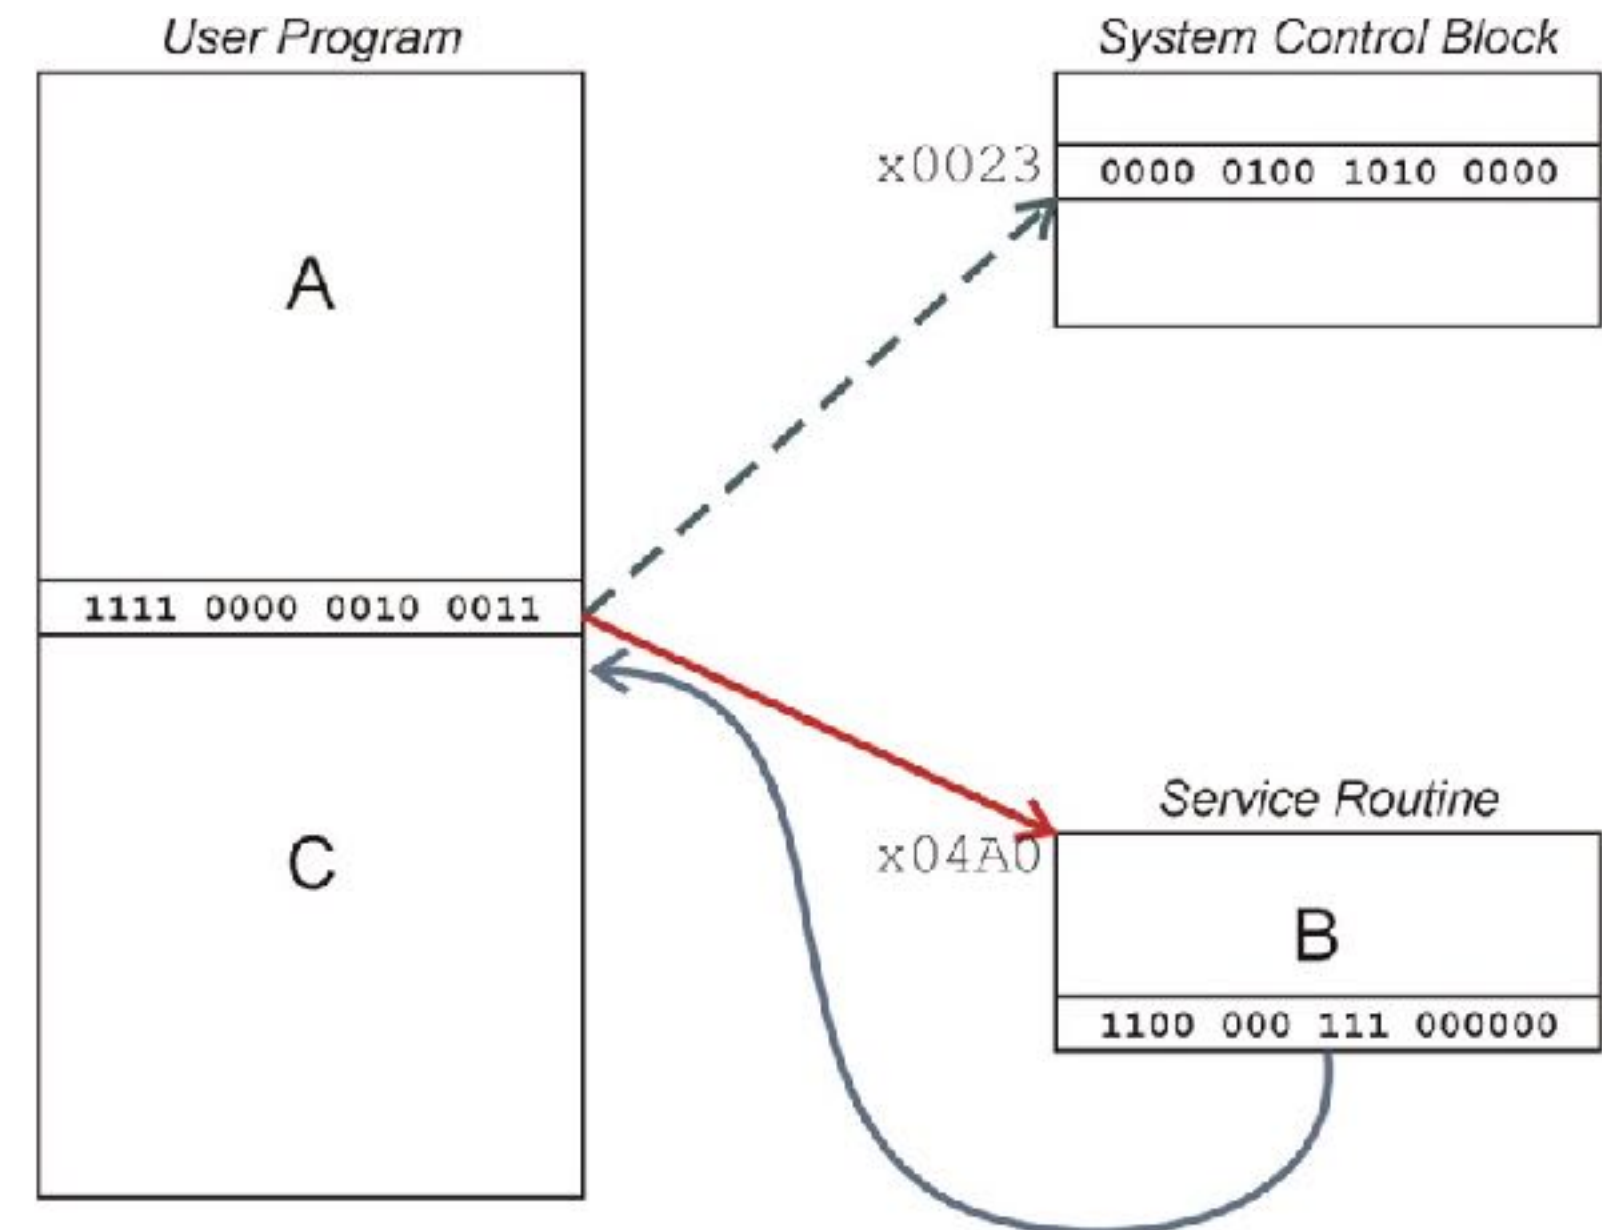 User Program
A
1111 0000 0010 0011
C
System Control Block
x0023
0000 0100 1010 0000
Service Routine
x04A0
B
1100 000 111 000000